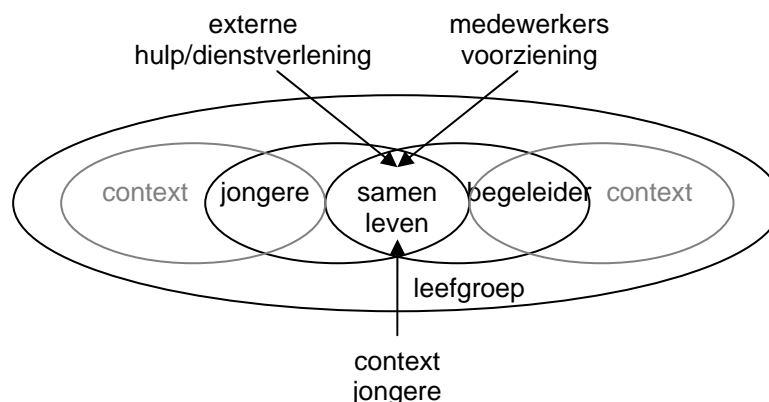 externe
hulp/dienstverlening
medewerkers
voorziening
context
jongere
samen
leven
begeleider
context
leefgroep
context
jongere